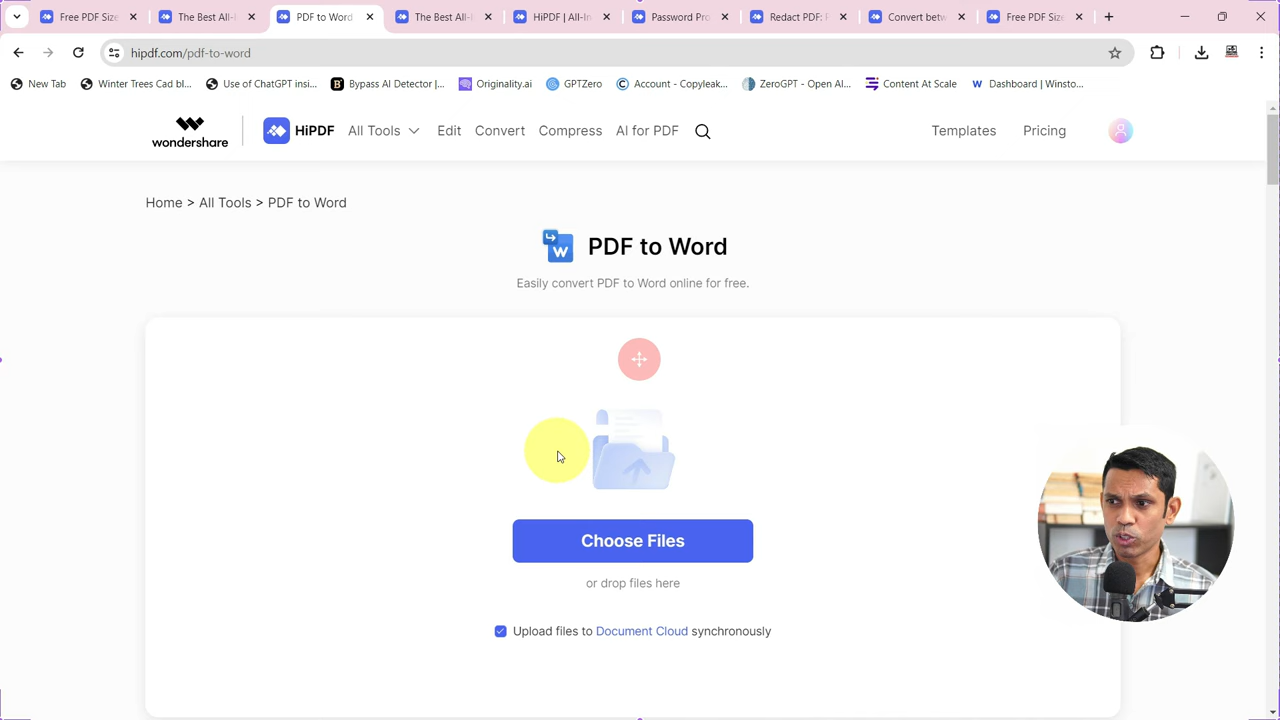 Free PDF Size
The Best All-
PDF to Word
The Best All-
HiPDF | All-In
Password Pro
Redact PDF: F
Convert betw
Free PDF Size
hipdf.com/pdf-to-word
New Tab
Winter Trees Cad bl...
Use of ChatGPT insi...
Bypass AI Detector |...
Originality.ai
GPTZero
Account - Copyleak...
ZeroGPT - Open AI...
Content At Scale
Dashboard | Winsto...
wondershare
HiPDF
All Tools
Edit
Convert
Compress
AI for PDF
Templates
Pricing
Home > All Tools > PDF to Word
PDF to Word
Easily convert PDF to Word online for free.
Choose Files
or drop files here
Upload files to Document Cloud synchronously